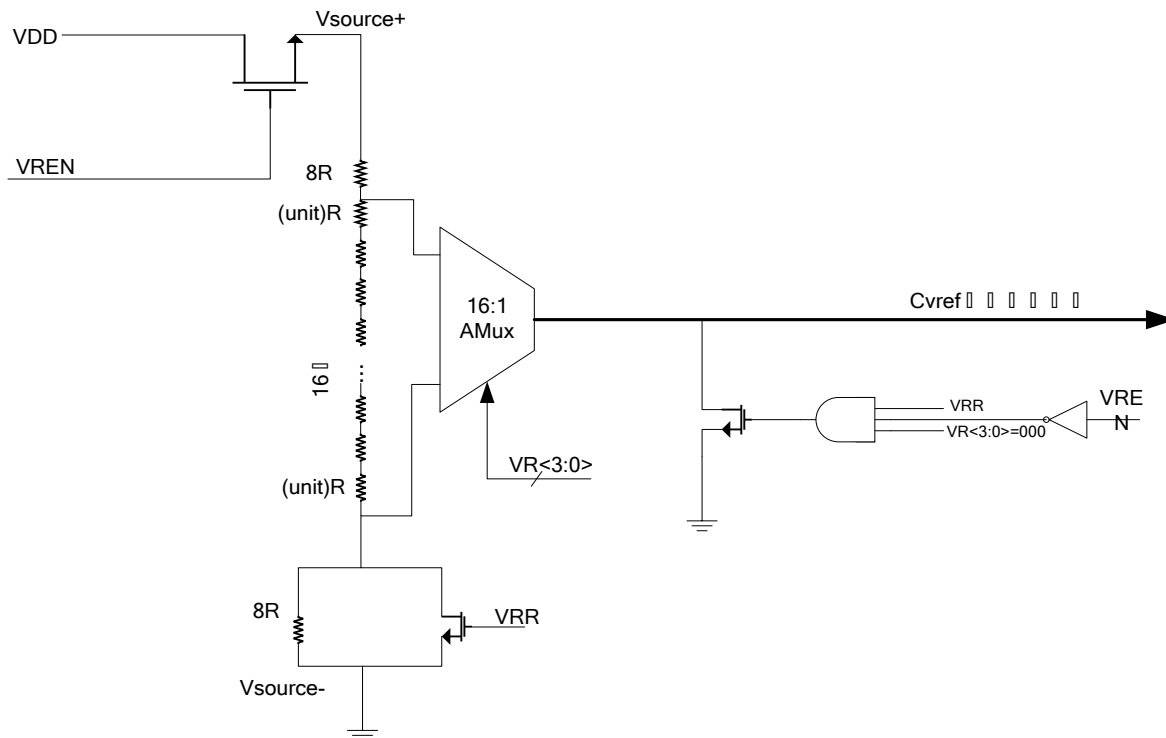 Vsource+
VDD
VREN
8R
(unit)R
16:1
AMux
Cvref
16
...
VRR
VRE
N
VR<3:0>=000
VR<3:0>
(unit)R
8R
VRR
Vsource-